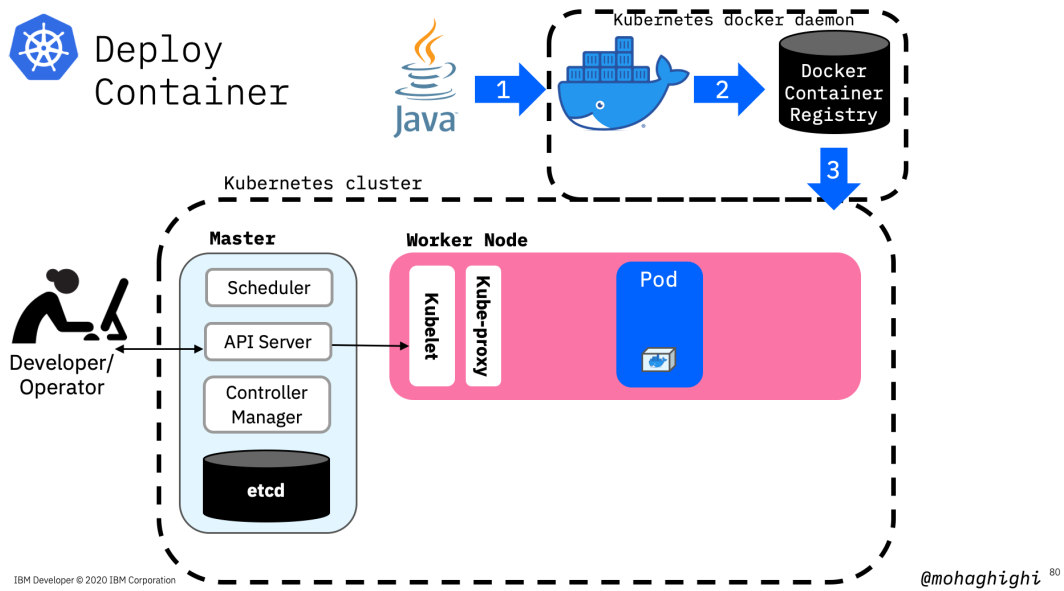 Deploy
Container
Java
1
Kubernetes docker daemon
2
Docker
Container
Registry
3
Kubernetes cluster
Master
Scheduler
API Server
Controller
Manager
etcd
Worker Node
Kubelet
Kube-proxy
Pod
Developer/
Operator
IBM Developer © 2020 IBM Corporation
@mohaghighi
80